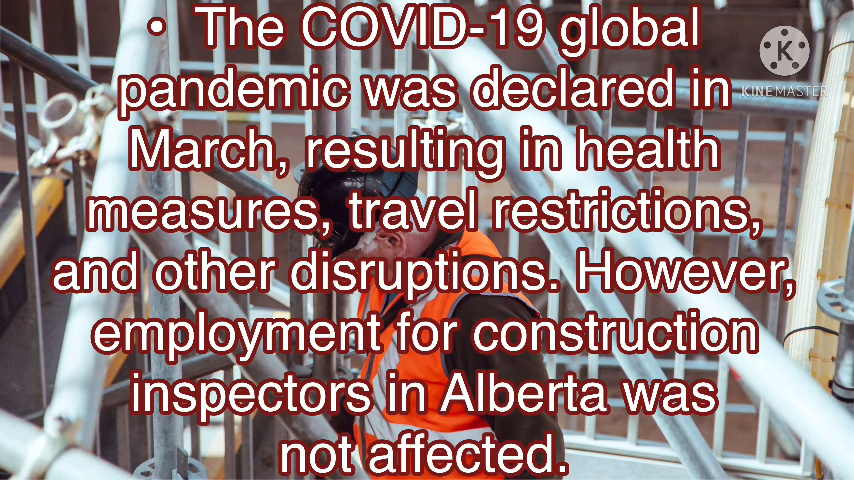 • The COVID-19 global
pandemic was declared in
March, resulting in health
measures, travel restrictions,
and other disruptions. However,
employment for construction
inspectors in Alberta was
not affected.
K
KINEMASTER